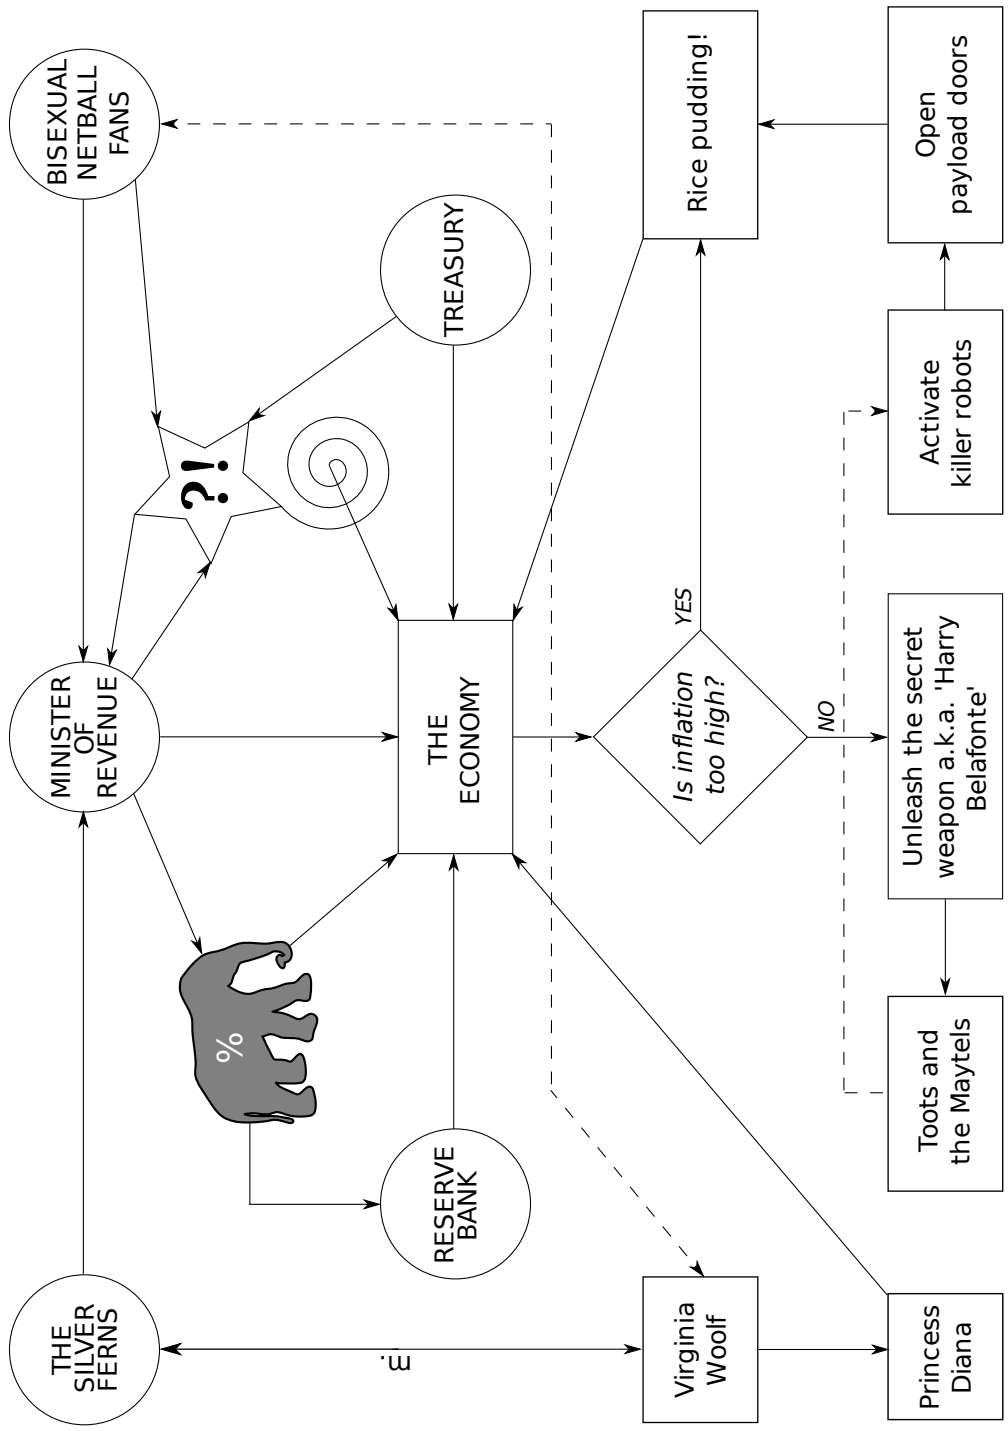 THE
SILVER
FERNS
MINISTER
OF
REVENUE
BISEXUAL
NETBALL
FANS
%
?!
m.
RESERVE
BANK
THE
ECONOMY
TREASURY
Virginia
Woolf
Is inflation
too high?
YES
Rice pudding!
NO
Princess
Diana
Toots and
the Maytels
Unleash the secret
weapon a.k.a. 'Harry
Belafonte'
Activate
killer robots
Open
payload doors